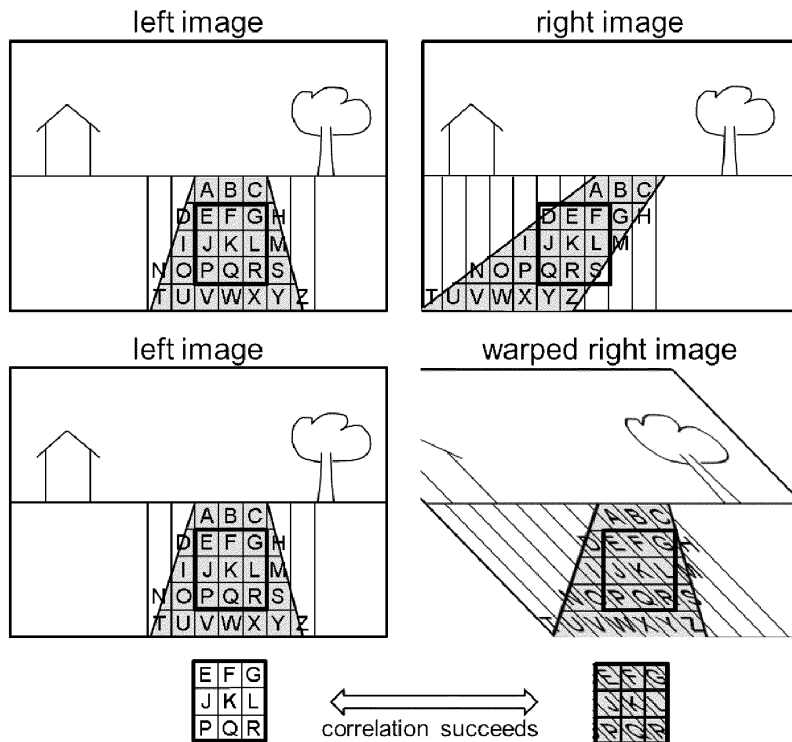 left image
A B C
D E F G H
I J K L M
N O P Q R S
T U V W X Y Z
right image
A B C
D E F G H
I J K L M
N O P Q R S
T U V W X Y Z
left image
A B C
D E F G H
I J K L M
N O P Q R S
T U V W X Y Z
warped right image
A B C
D E F G H
I J K L M
N O P Q R S
T U V W X Y Z
E F G
J K L
P Q R
correlation succeeds
E F G
J K L
P Q R